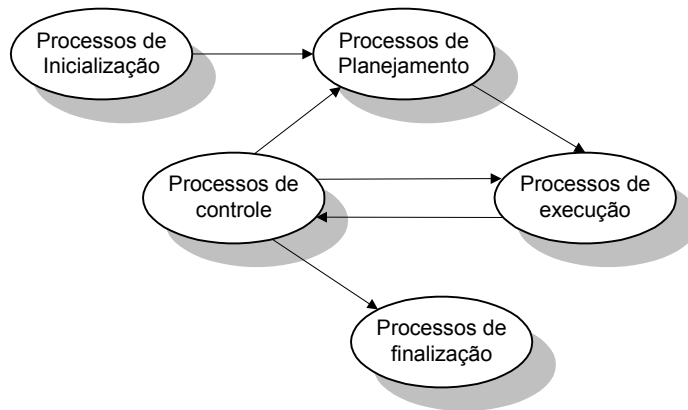 Processos de
Inicialização
Processos de
Planejamento
Processos de
controle
Processos de
execução
Processos de
finalização